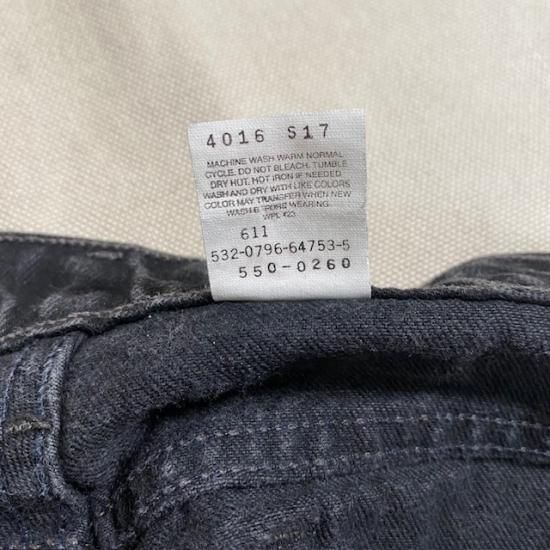 4016 S17
MACHINE WASH WARM NORMAL
CYCLE. DO NOT BLEACH. TUMBLE
DRY HOT. HOT IRON IF NEEDED.
WASH AND DRY WITH LIKE COLORS
COLOR MAY TRANSFER WHEN NEW
WASH BEFORE WEARING.
WPL 423
611
532-0796-64753-5
550-0260